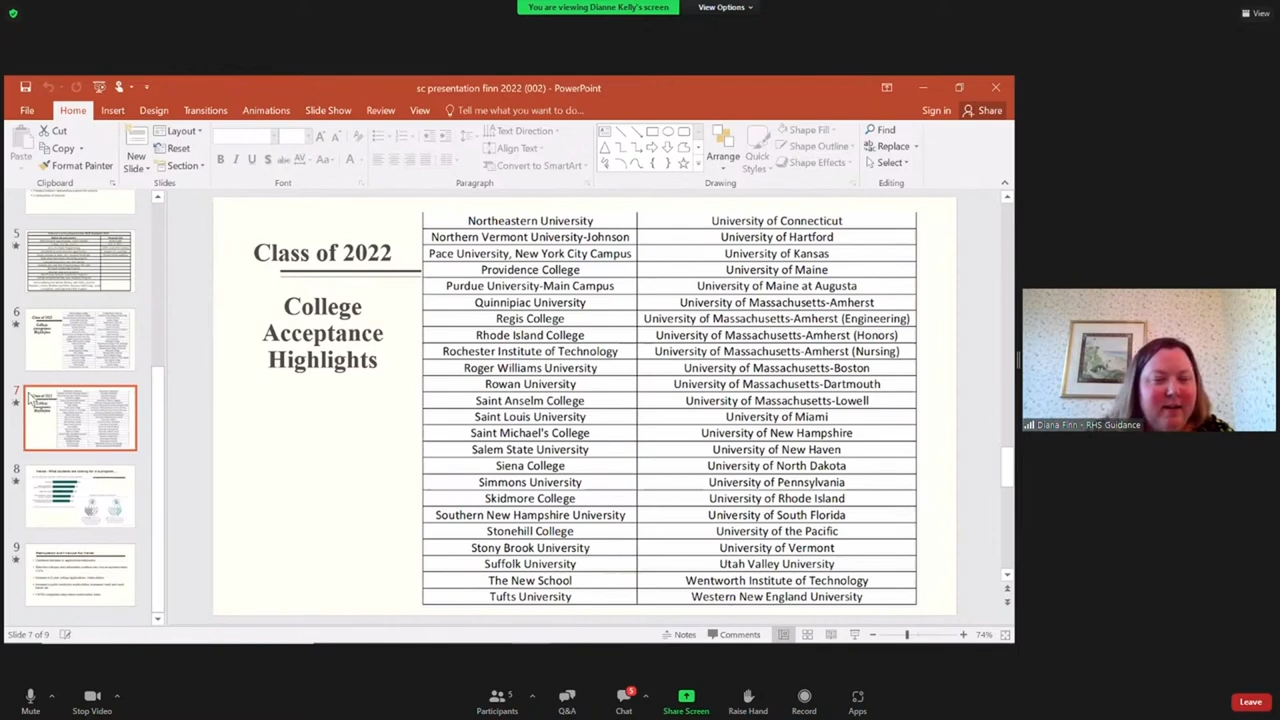 You are viewing Dianne Kelly's screen
View Options
View
sc presentation finn 2022 (002) - PowerPoint
File
Home
Insert
Design
Transitions
Animations
Slide Show
Review
View
Tell me what you want to do...
Sign in
Share
Paste
Cut
Copy
Format Painter
Clipboard
New Slide
Layout
Reset
Section
Slides
B I U S abc AV Aa A
Font
Text Direction
Align Text
Convert to SmartArt
Paragraph
Arrange
Quick Styles
Shape Fill
Shape Outline
Shape Effects
Drawing
Find
Replace
Select
Editing
5
6
7
8
9
Class of 2022
College
Acceptance
Highlights
Northeastern University University of Connecticut
Northern Vermont University-Johnson University of Hartford
Pace University, New York City Campus University of Kansas
Providence College University of Maine
Purdue University-Main Campus University of Maine at Augusta
Quinnipiac University University of Massachusetts-Amherst
Regis College University of Massachusetts-Amherst (Engineering)
Rhode Island College University of Massachusetts-Amherst (Honors)
Rochester Institute of Technology University of Massachusetts-Amherst (Nursing)
Roger Williams University University of Massachusetts-Boston
Rowan University University of Massachusetts-Dartmouth
Saint Anselm College University of Massachusetts-Lowell
Saint Louis University University of Miami
Saint Michael's College University of New Hampshire
Salem State University University of New Haven
Siena College University of North Dakota
Simmons University University of Pennsylvania
Skidmore College University of Rhode Island
Southern New Hampshire University University of South Florida
Stonehill College University of the Pacific
Stony Brook University University of Vermont
Suffolk University Utah Valley University
The New School Wentworth Institute of Technology
Tufts University Western New England University
Diana Finn - RHS Guidance
Slide 7 of 9
Notes
Comments
74%
Mute
Stop Video
5
Participants
Q&A
5
Chat
Share Screen
Raise Hand
Record
Apps
Leave